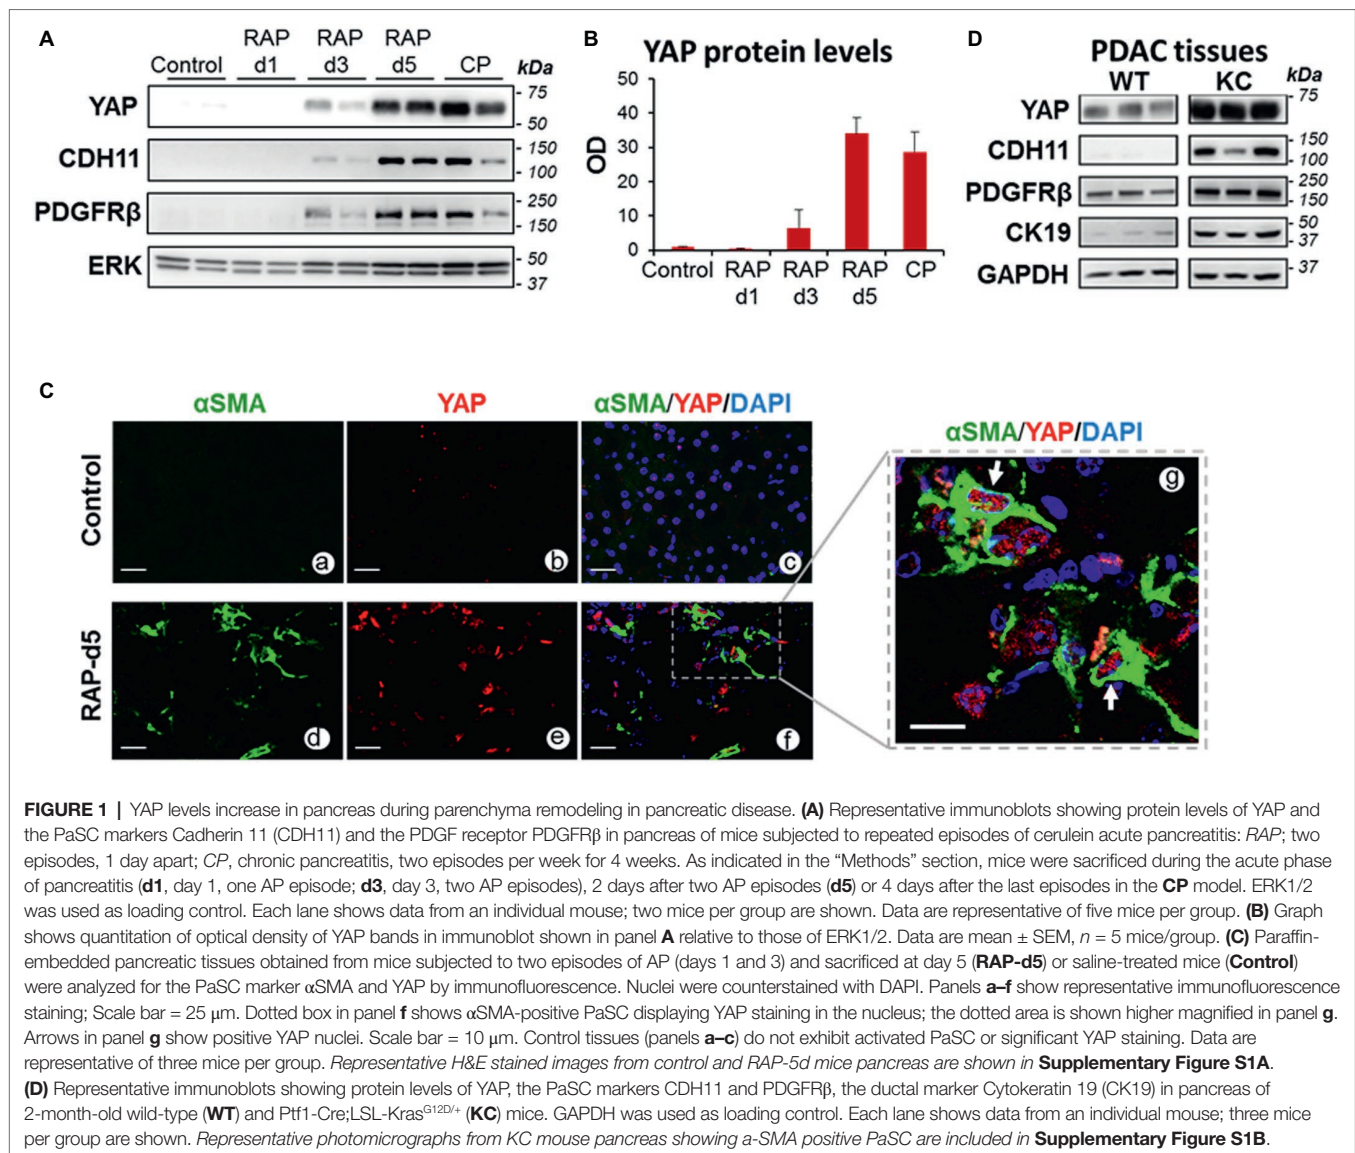 A
RAP RAP RAP
Control d1 d3 d5 CP kDa
YAP
- 75
- 50
CDH11
- 150
- 100
PDGFRβ
- 250
- 150
ERK
- 50
- 37
B
YAP protein levels
OD
50
40
30
20
10
0
Control RAP RAP RAP CP
d1 d3 d5
D
PDAC tissues
WT KC kDa
YAP
- 75
CDH11
- 150
- 100
PDGFRβ
- 250
- 150
CK19
- 50
- 37
GAPDH
- 37
C
αSMA YAP αSMA/YAP/DAPI
Control
a b c
RAP-d5
d e f
αSMA/YAP/DAPI
g
FIGURE 1 | YAP levels increase in pancreas during parenchyma remodeling in pancreatic disease. (A) Representative immunoblots showing protein levels of YAP and
the PaSC markers Cadherin 11 (CDH11) and the PDGF receptor PDGFRβ in pancreas of mice subjected to repeated episodes of cerulein acute pancreatitis: RAP; two
episodes, 1 day apart; CP, chronic pancreatitis, two episodes per week for 4 weeks. As indicated in the “Methods” section, mice were sacrificed during the acute phase
of pancreatitis (d1, day 1, one AP episode; d3, day 3, two AP episodes), 2 days after two AP episodes (d5) or 4 days after the last episodes in the CP model. ERK1/2
was used as loading control. Each lane shows data from an individual mouse; two mice per group are shown. Data are representative of five mice per group. (B) Graph
shows quantitation of optical density of YAP bands in immunoblot shown in panel A relative to those of ERK1/2. Data are mean ± SEM, n = 5 mice/group. (C) Paraffin-
embedded pancreatic tissues obtained from mice subjected to two episodes of AP (days 1 and 3) and sacrificed at day 5 (RAP-d5) or saline-treated mice (Control)
were analyzed for the PaSC marker αSMA and YAP by immunofluorescence. Nuclei were counterstained with DAPI. Panels a–f show representative immunofluorescence
staining; Scale bar = 25 μm. Dotted box in panel f shows αSMA-positive PaSC displaying YAP staining in the nucleus; the dotted area is shown higher magnified in panel g.
Arrows in panel g show positive YAP nuclei. Scale bar = 10 μm. Control tissues (panels a–c) do not exhibit activated PaSC or significant YAP staining. Data are
representative of three mice per group. Representative H&E stained images from control and RAP-5d mice pancreas are shown in Supplementary Figure S1A.
(D) Representative immunoblots showing protein levels of YAP, the PaSC markers CDH11 and PDGFRβ, the ductal marker Cytokeratin 19 (CK19) in pancreas of
2-month-old wild-type (WT) and Ptf1-Cre;LSL-KrasG12D/+ (KC) mice. GAPDH was used as loading control. Each lane shows data from an individual mouse; three mice
per group are shown. Representative photomicrographs from KC mouse pancreas showing a-SMA positive PaSC are included in Supplementary Figure S1B.